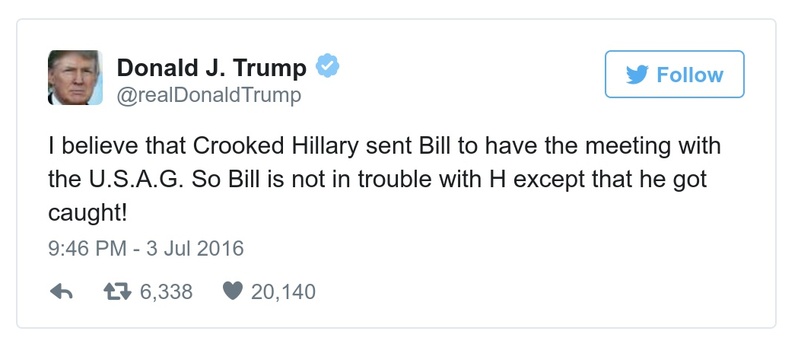 Donald J. Trump
@realDonaldTrump
Follow
I believe that Crooked Hillary sent Bill to have the meeting with
the U.S.A.G. So Bill is not in trouble with H except that he got
caught!
9:46 PM - 3 Jul 2016
6,338 20,140